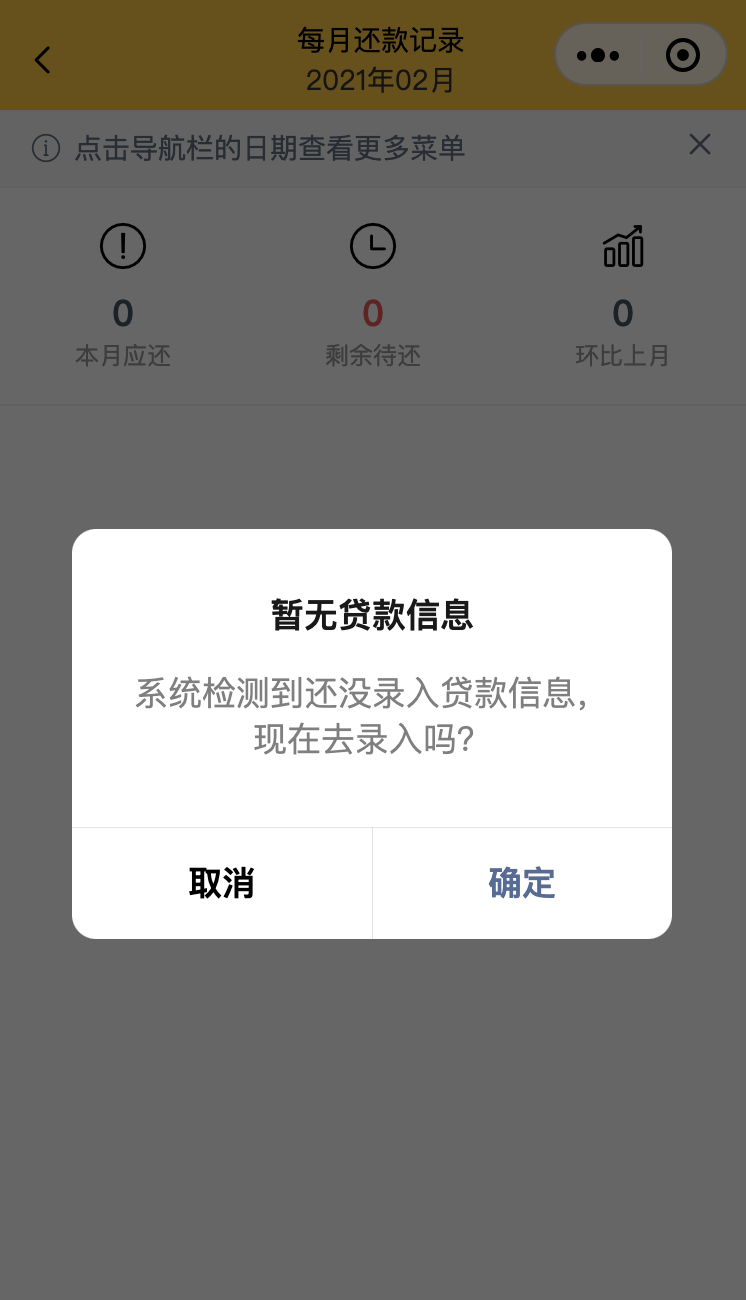 每月还款记录
2021年02月
点击导航栏的日期查看更多菜单
0
0
0
本月应还
剩余待还
环比上月
暂无贷款信息
系统检测到还没录入贷款信息，
现在去录入吗？
取消
确定